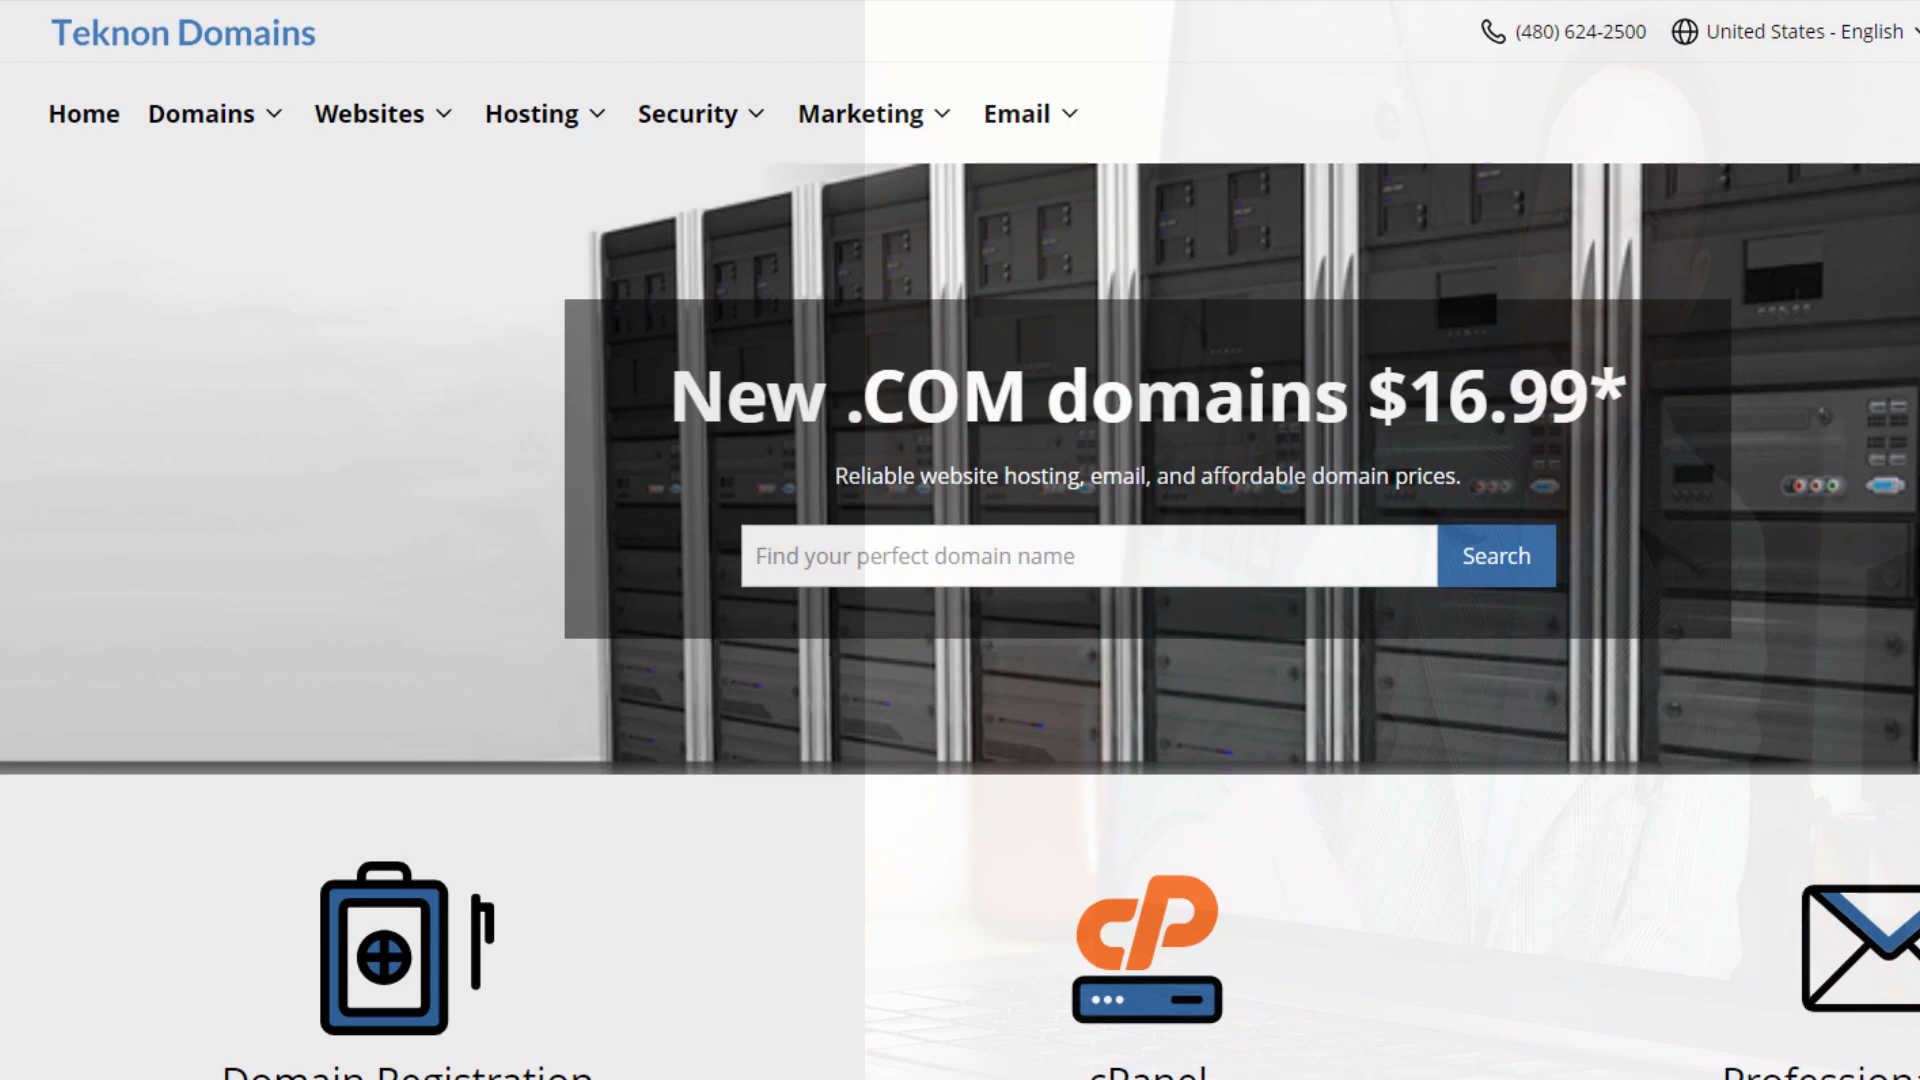 Teknon Domains
(480) 624-2500
United States - English
Home Domains Websites Hosting Security Marketing Email
New .COM domains $16.99*
Reliable website hosting, email, and affordable domain prices.
Find your perfect domain name
Search
cP
Domain Registration
cPanel